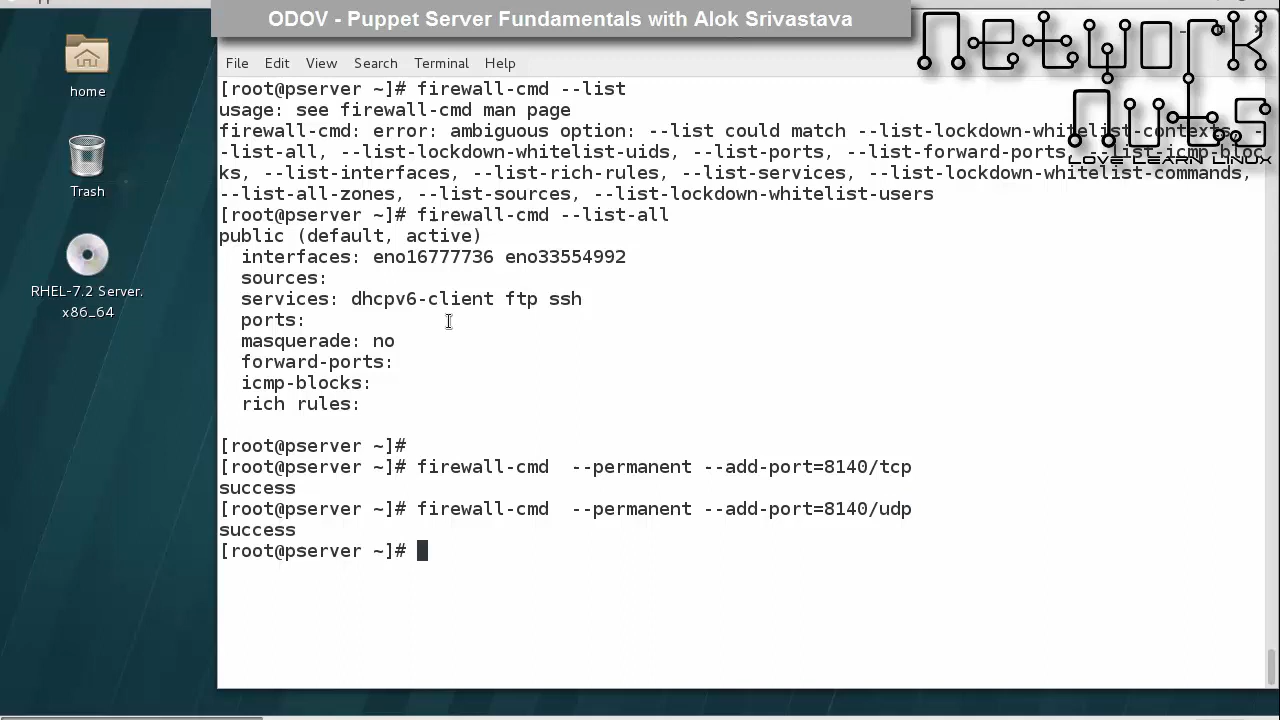 ODOV - Puppet Server Fundamentals with Alok Srivastava
Network
Nuts
LOVE LEARN LINUX
home
Trash
RHEL-7.2 Server.
x86_64
File Edit View Search Terminal Help
[root@pserver ~]# firewall-cmd --list
usage: see firewall-cmd man page
firewall-cmd: error: ambiguous option: --list could match --list-lockdown-whitelist-contexts, -
-list-all, --list-lockdown-whitelist-uids, --list-ports, --list-forward-ports, --list-icmp-bloc
ks, --list-interfaces, --list-rich-rules, --list-services, --list-lockdown-whitelist-commands,
--list-all-zones, --list-sources, --list-lockdown-whitelist-users
[root@pserver ~]# firewall-cmd --list-all
public (default, active)
interfaces: eno16777736 eno33554992
sources:
services: dhcpv6-client ftp ssh
ports:
masquerade: no
forward-ports:
icmp-blocks:
rich rules:
[root@pserver ~]#
[root@pserver ~]# firewall-cmd  --permanent --add-port=8140/tcp
success
[root@pserver ~]# firewall-cmd  --permanent --add-port=8140/udp
success
[root@pserver ~]#